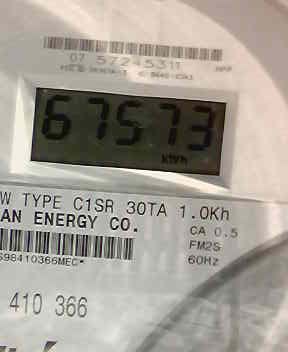 07 57245311
67573
kWh
W TYPE C1SR 30TA 1.0Kh
AN ENERGY CO.
CA 0.5
FM2S
60Hz
S98410366MEC*
410 366